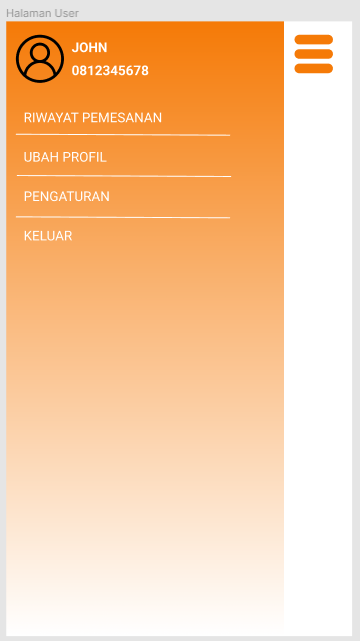 Halaman User
JOHN
0812345678
RIWAYAT PEMESANAN
UBAH PROFIL
PENGATURAN
KELUAR